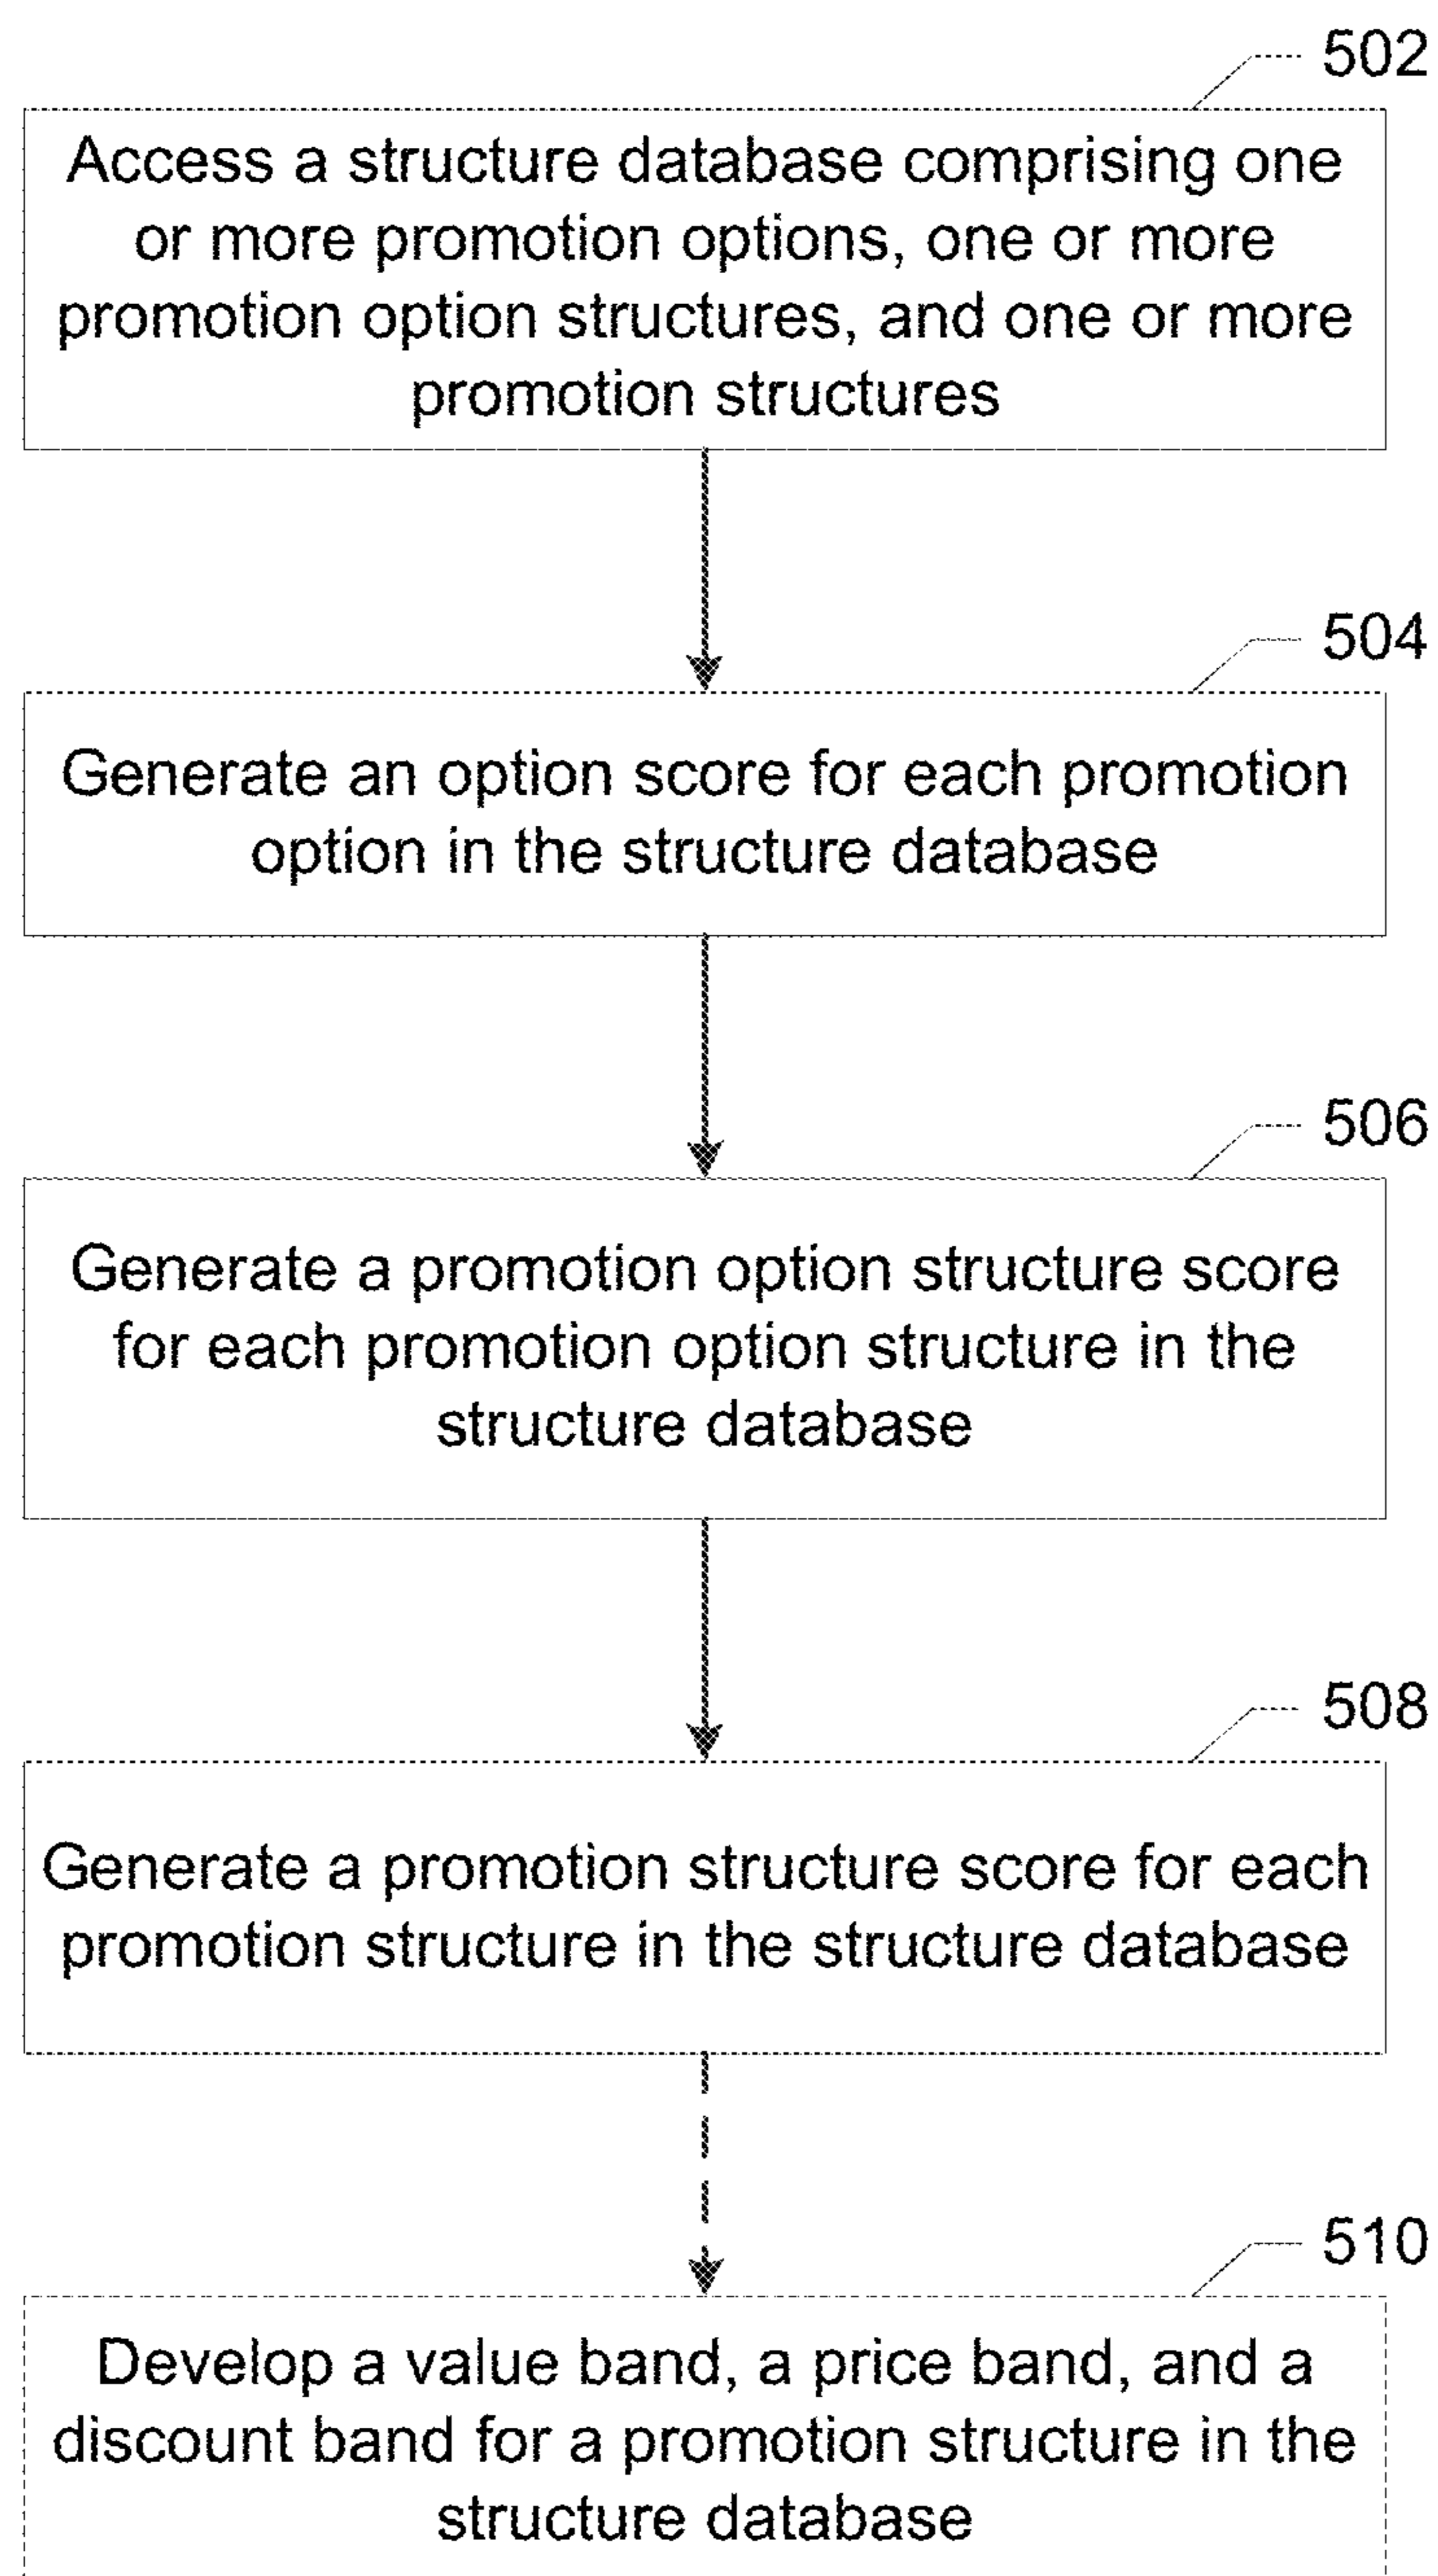 502
Access a structure database comprising one
or more promotion options, one or more
promotion option structures, and one or more
promotion structures
504
Generate an option score for each promotion
option in the structure database
506
Generate a promotion option structure score
for each promotion option structure in the
structure database
508
Generate a promotion structure score for each
promotion structure in the structure database
510
Develop a value band, a price band, and a
discount band for a promotion structure in the
structure database